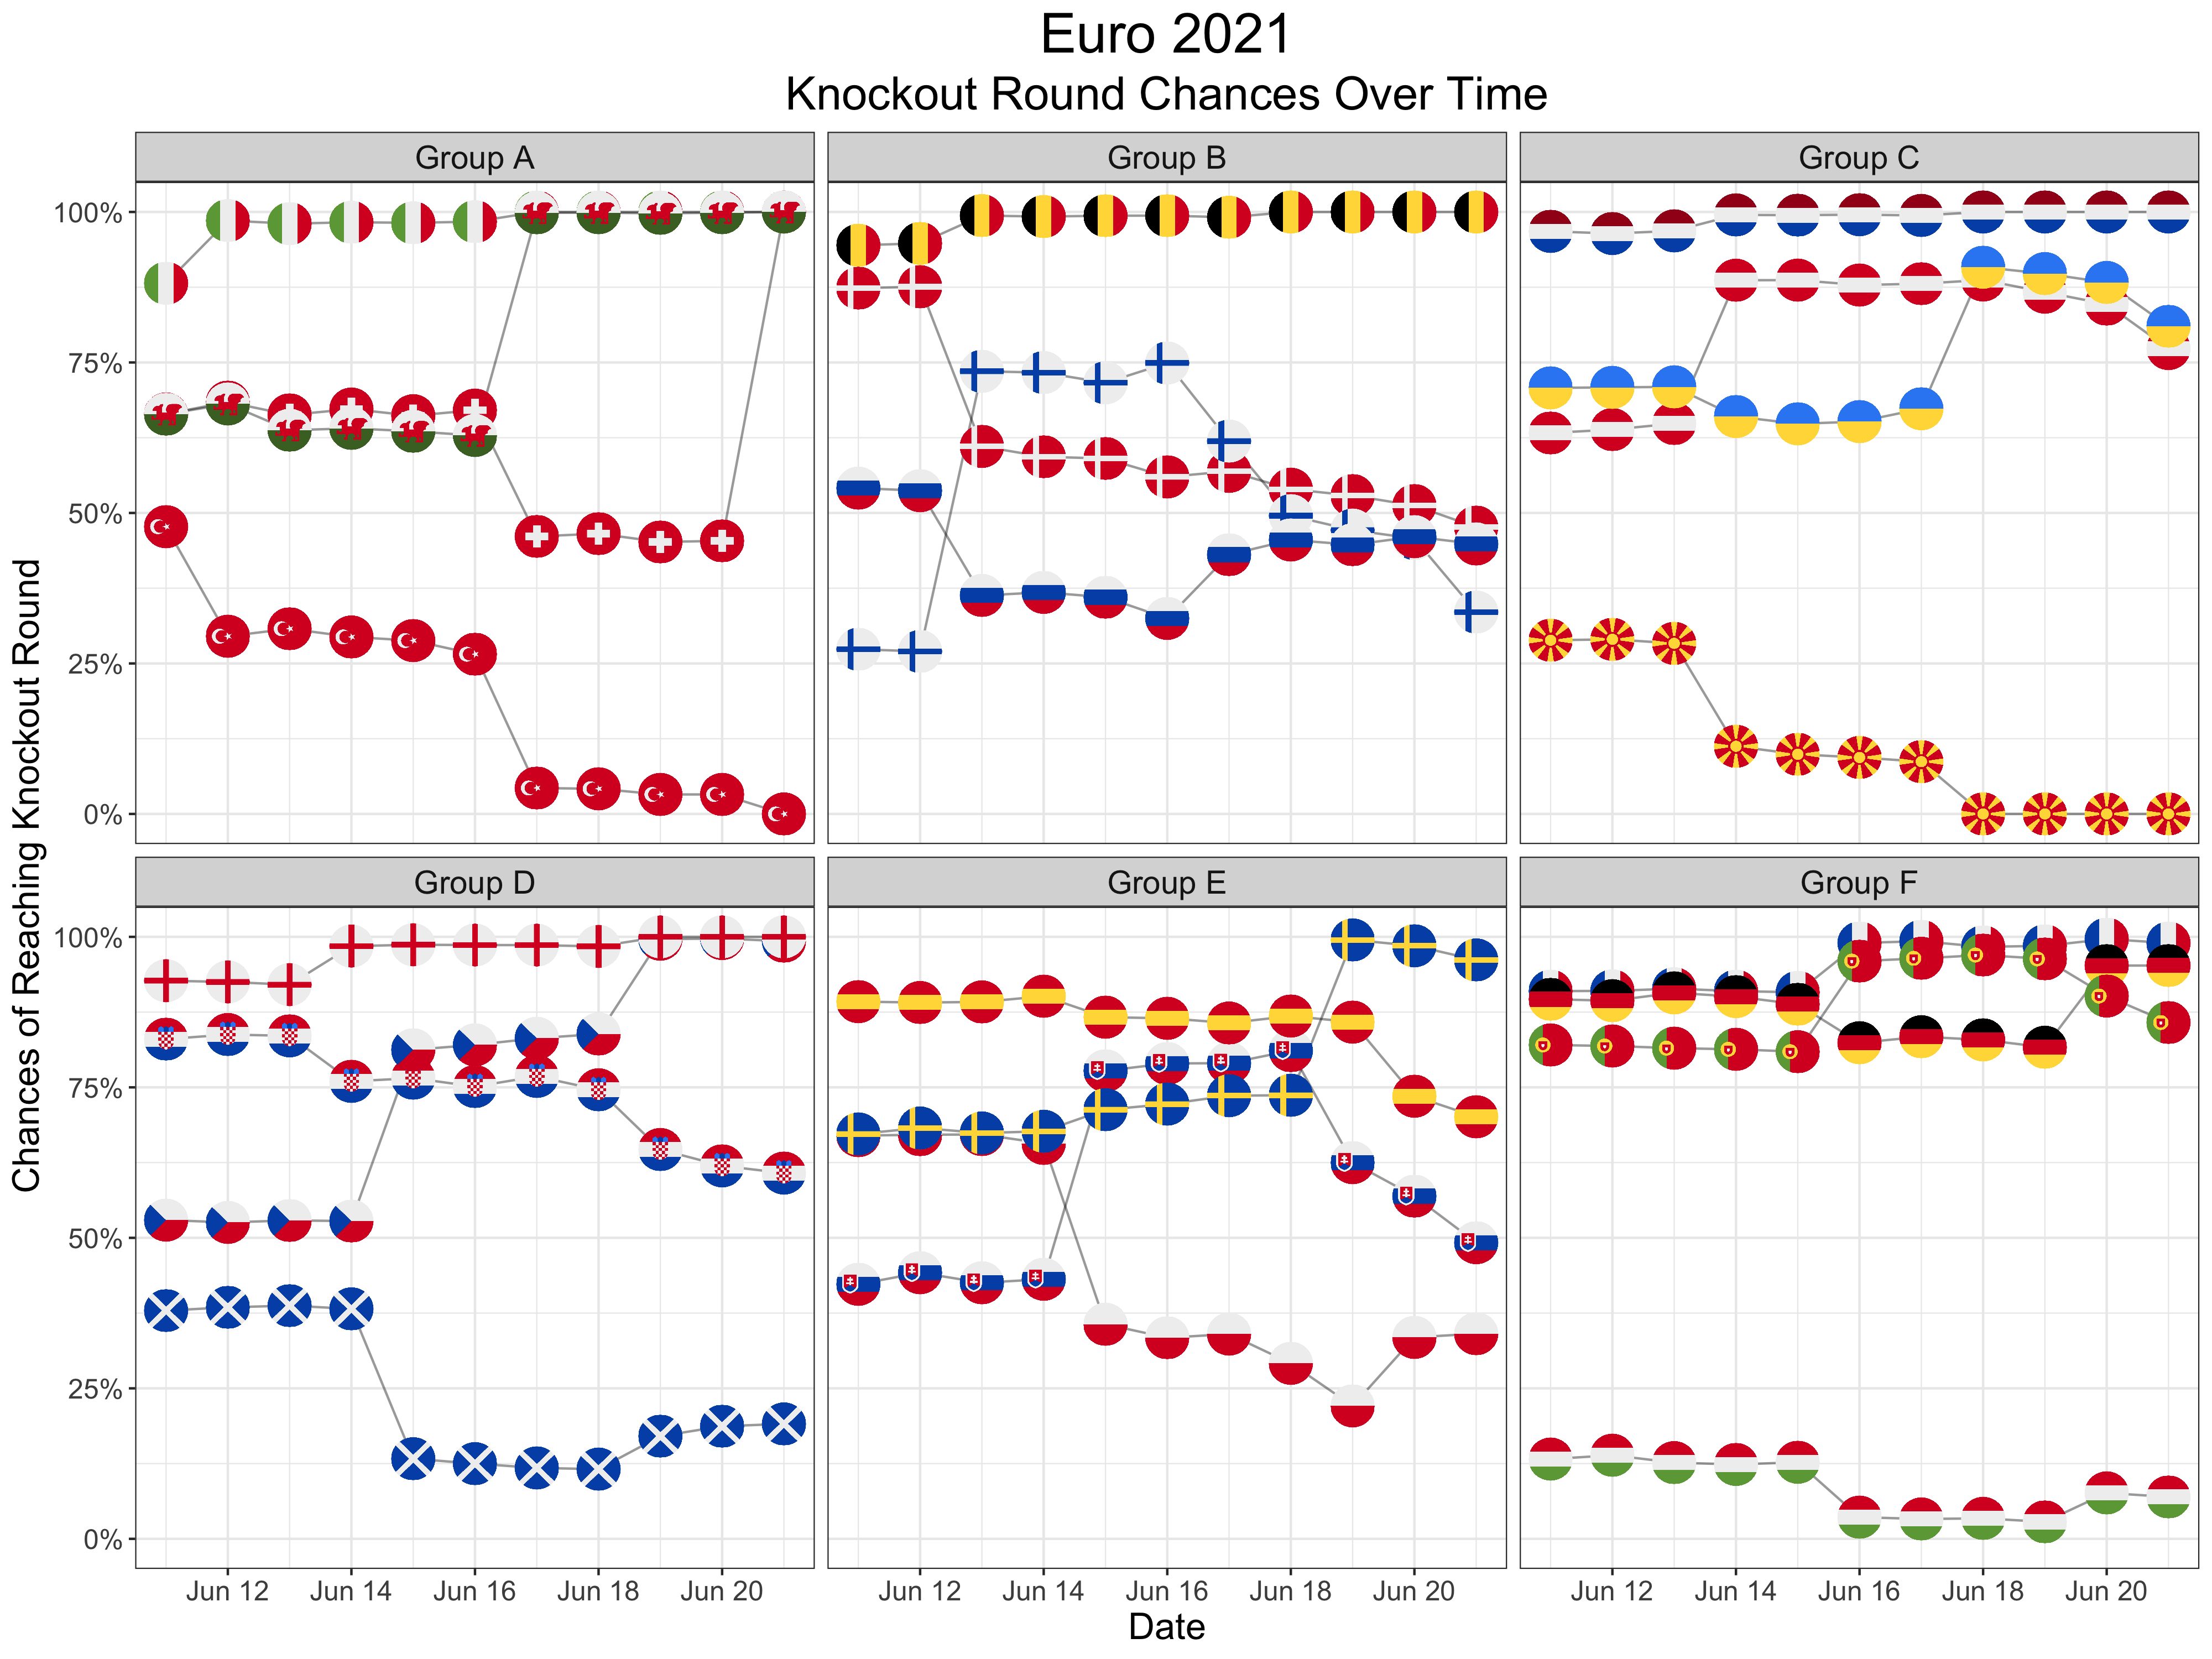 Euro 2021
Knockout Round Chances Over Time
Group A
Group B
Group C
100%
75%
50%
25%
0%
Group D
Group E
Group F
100%
75%
50%
25%
0%
Jun 12 Jun 14 Jun 16 Jun 18 Jun 20
Jun 12 Jun 14 Jun 16 Jun 18 Jun 20
Jun 12 Jun 14 Jun 16 Jun 18 Jun 20
Date
Chances of Reaching Knockout Round